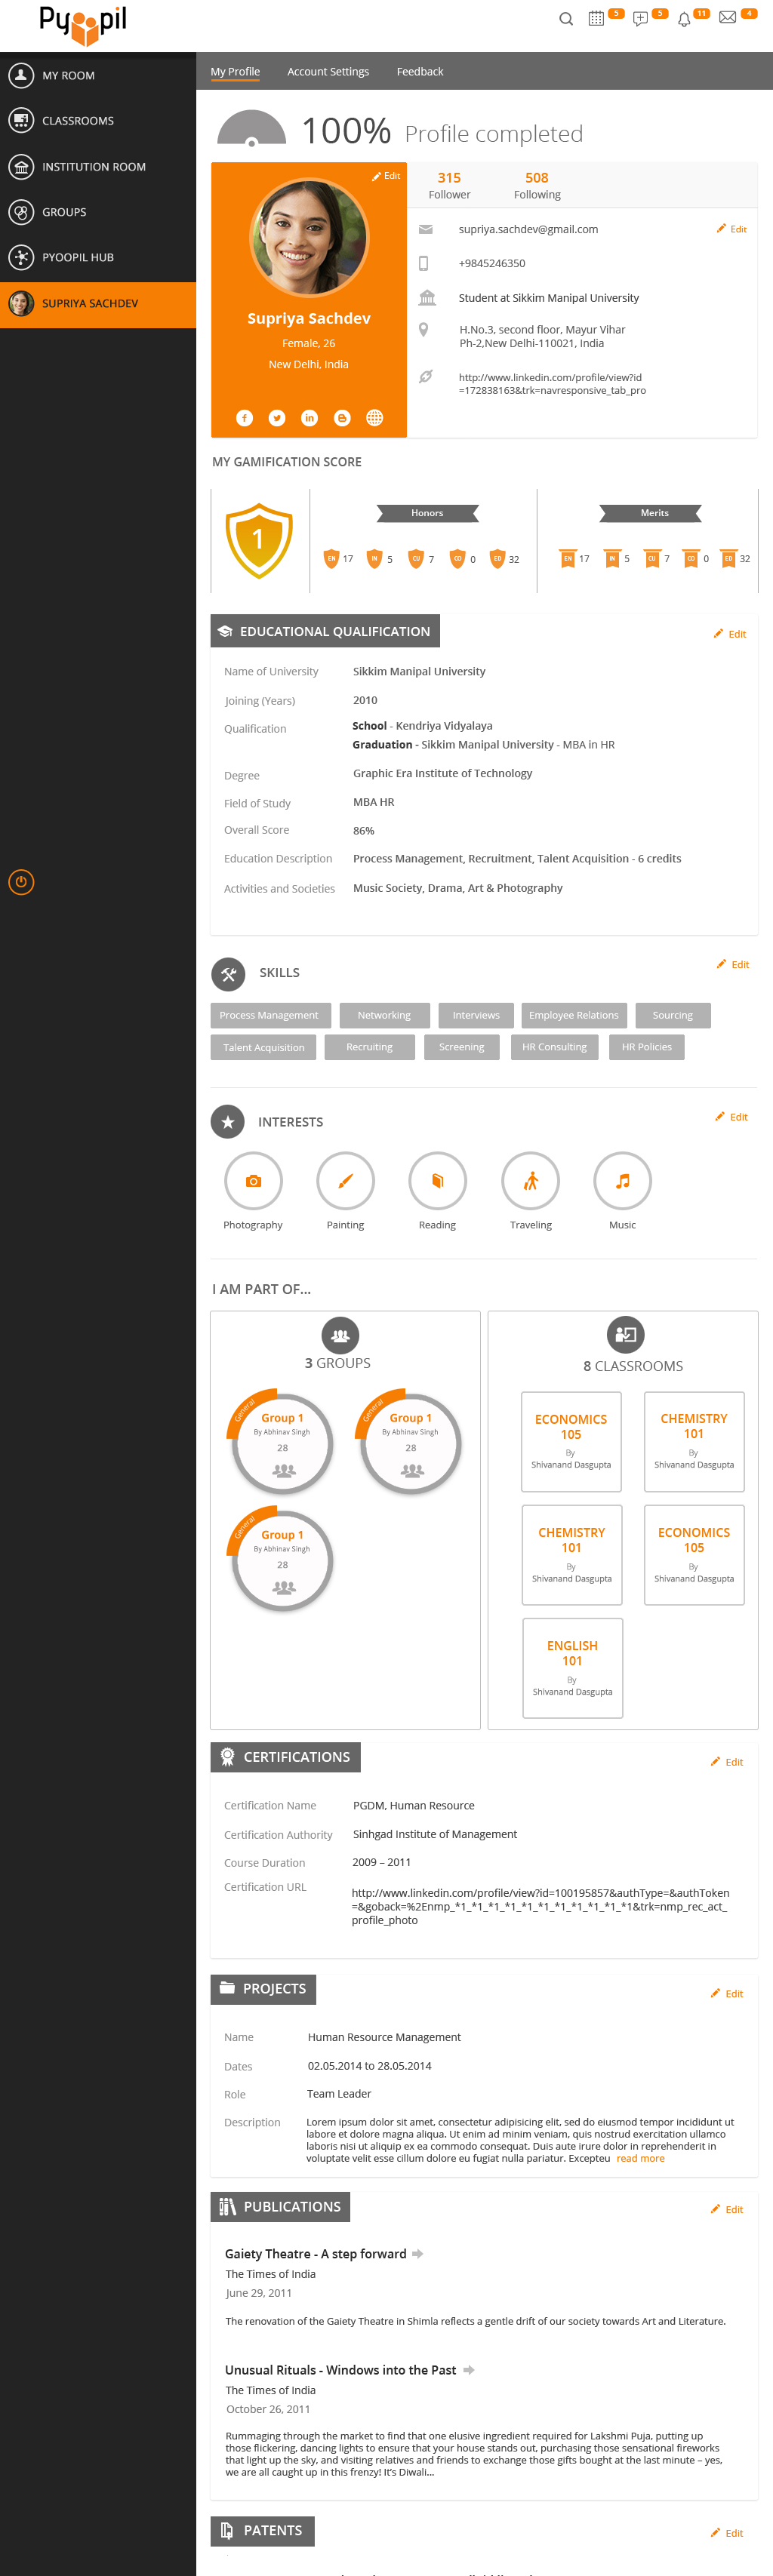 Pyoopil
5
5
11
4
MY ROOM
CLASSROOMS
INSTITUTION ROOM
GROUPS
PYOOPIL HUB
SUPRIYA SACHDEV
My Profile
Account Settings
Feedback
100% Profile completed
Edit
Supriya Sachdev
Female, 26
New Delhi, India
315
Follower
508
Following
supriya.sachdev@gmail.com
Edit
+9845246350
Student at Sikkim Manipal University
H.No.3, second floor, Mayur Vihar
Ph-2,New Delhi-110021, India
http://www.linkedin.com/profile/view?id
=172838163&trk=navresponsive_tab_pro
MY GAMIFICATION SCORE
1
Honors
EN 17
IN 5
CU 7
CO 0
ED 32
Merits
EN 17
IN 5
CU 7
CO 0
ED 32
EDUCATIONAL QUALIFICATION
Edit
Name of University
Sikkim Manipal University
Joining (Years)
2010
Qualification
School - Kendriya Vidyalaya
Graduation - Sikkim Manipal University - MBA in HR
Degree
Graphic Era Institute of Technology
Field of Study
MBA HR
Overall Score
86%
Education Description
Process Management, Recruitment, Talent Acquisition - 6 credits
Activities and Societies
Music Society, Drama, Art & Photography
SKILLS
Edit
Process Management
Networking
Interviews
Employee Relations
Sourcing
Talent Acquisition
Recruiting
Screening
HR Consulting
HR Policies
INTERESTS
Edit
Photography
Painting
Reading
Traveling
Music
I AM PART OF...
3 GROUPS
General
Group 1
By Abhinav Singh
28
General
Group 1
By Abhinav Singh
28
General
Group 1
By Abhinav Singh
28
8 CLASSROOMS
ECONOMICS
105
By
Shivanand Dasgupta
CHEMISTRY
101
By
Shivanand Dasgupta
CHEMISTRY
101
By
Shivanand Dasgupta
ECONOMICS
105
By
Shivanand Dasgupta
ENGLISH
101
By
Shivanand Dasgupta
CERTIFICATIONS
Edit
Certification Name
PGDM, Human Resource
Certification Authority
Sinhgad Institute of Management
Course Duration
2009 – 2011
Certification URL
http://www.linkedin.com/profile/view?id=100195857&authType=&authToken
=&goback=%2Enmp_*1_*1_*1_*1_*1_*1_*1_*1_*1_*1_*1&trk=nmp_rec_act_
profile_photo
PROJECTS
Edit
Name
Human Resource Management
Dates
02.05.2014 to 28.05.2014
Role
Team Leader
Description
Lorem ipsum dolor sit amet, consectetur adipisicing elit, sed do eiusmod tempor incididunt ut
labore et dolore magna aliqua. Ut enim ad minim veniam, quis nostrud exercitation ullamco
laboris nisi ut aliquip ex ea commodo consequat. Duis aute irure dolor in reprehenderit in
voluptate velit esse cillum dolore eu fugiat nulla pariatur. Excepteu read more
PUBLICATIONS
Edit
Gaiety Theatre - A step forward
The Times of India
June 29, 2011
The renovation of the Gaiety Theatre in Shimla reflects a gentle drift of our society towards Art and Literature.
Unusual Rituals - Windows into the Past
The Times of India
October 26, 2011
Rummaging through the market to find that one elusive ingredient required for Lakshmi Puja, putting up
those flickering, dancing lights to ensure that your house stands out, purchasing those sensational fireworks
that light up the sky, and visiting relatives and friends to exchange those gifts bought at the last minute – yes,
we are all caught up in this frenzy! It's Diwali...
PATENTS
Edit